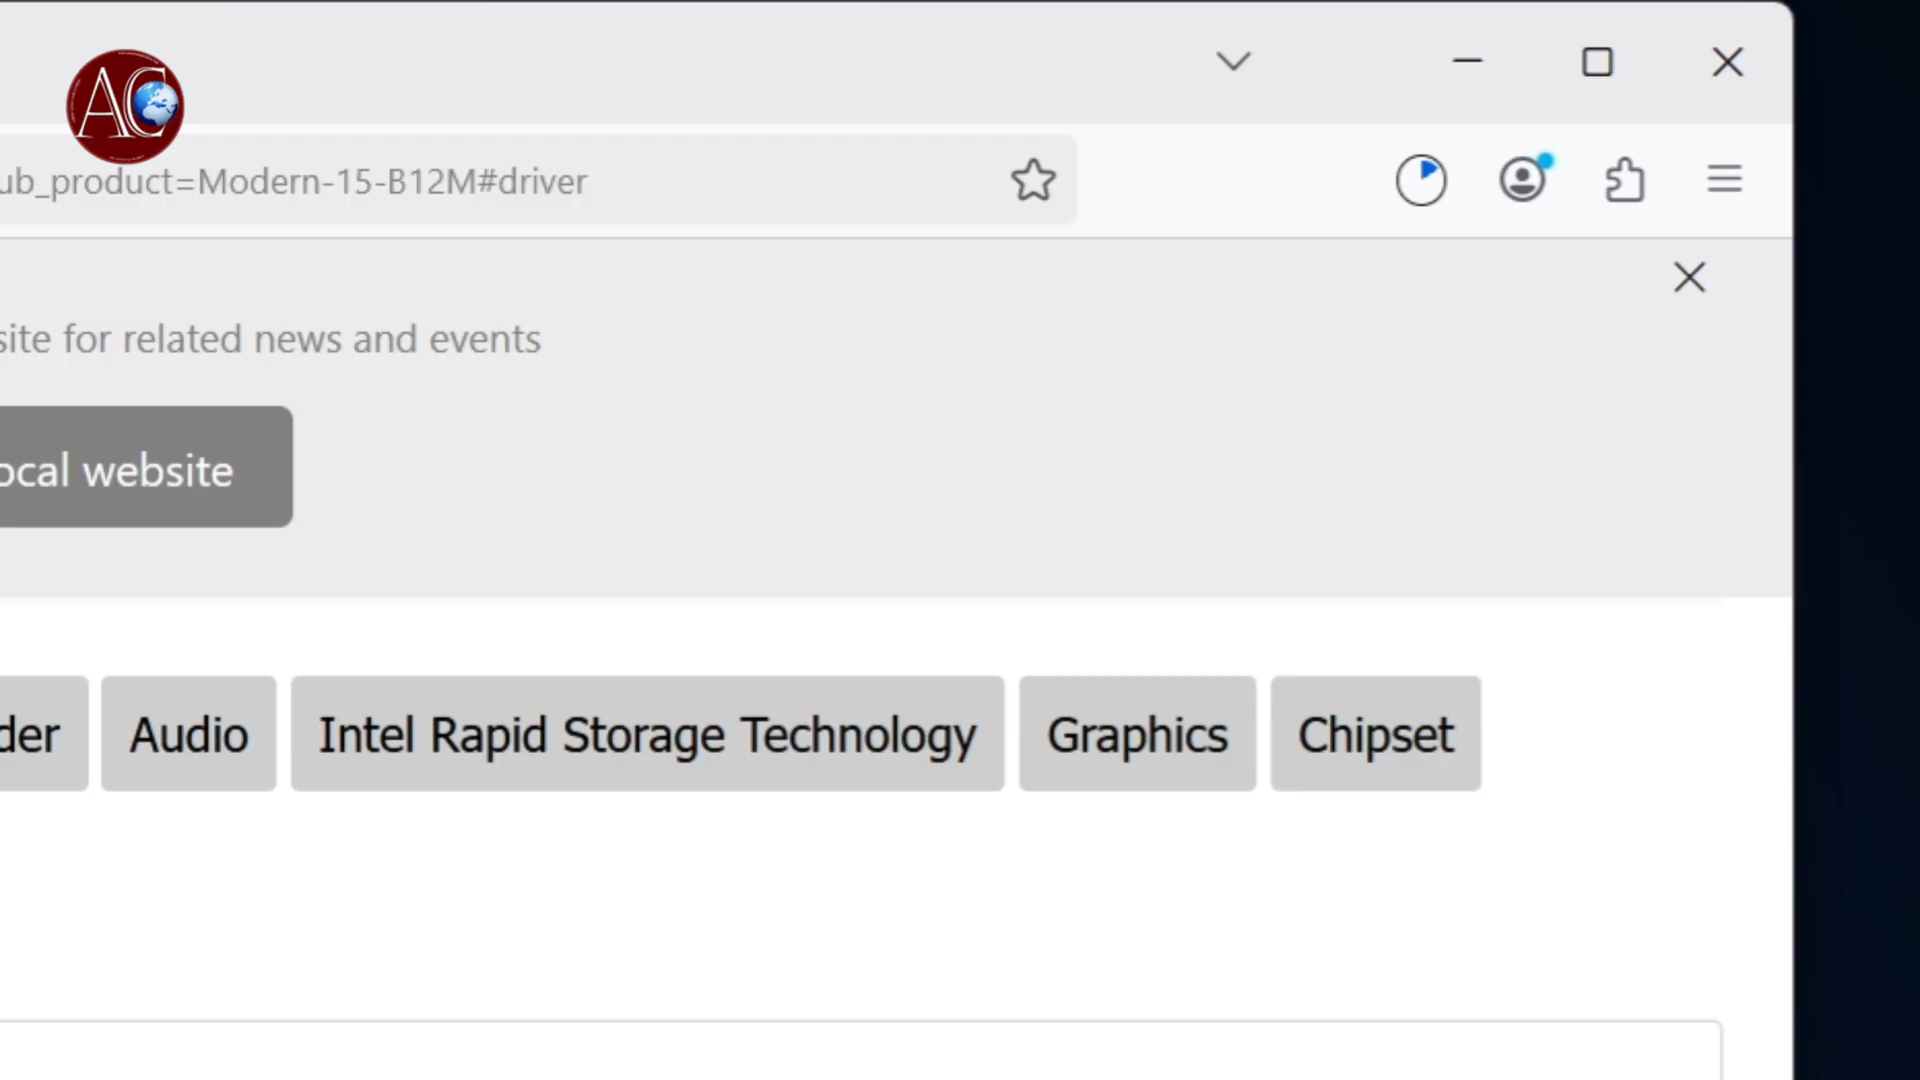 AC
ub_product=Modern-15-B12M#driver
site for related news and events
ocal website
der
Audio
Intel Rapid Storage Technology
Graphics
Chipset